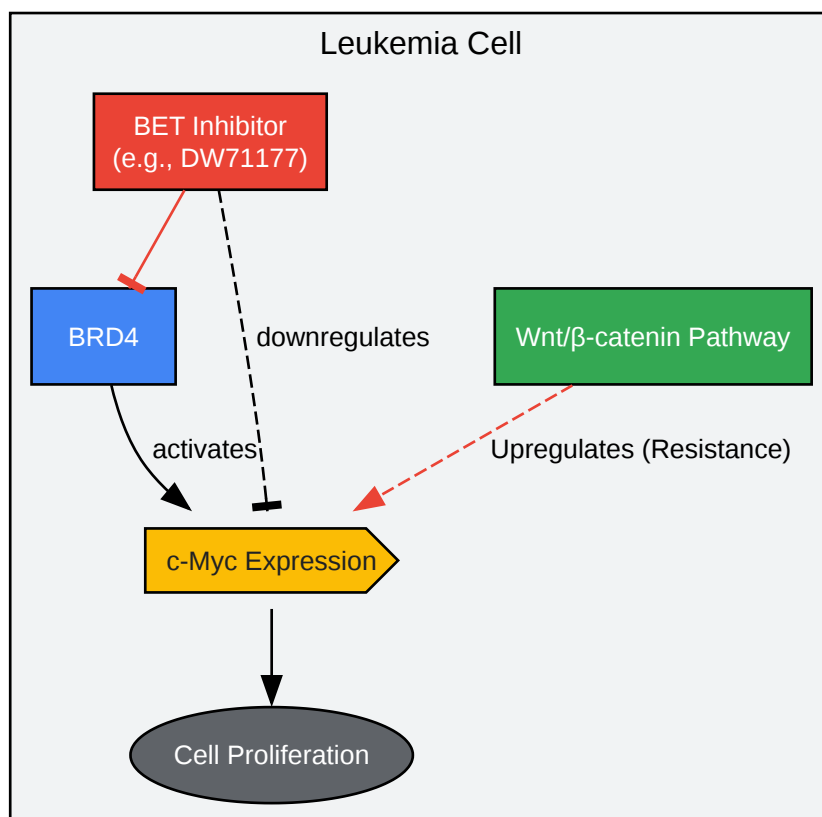 Leukemia Cell
BET Inhibitor
(e.g., DW71177)
BRD4
downregulates
Wnt/β-catenin Pathway
activates
Upregulates (Resistance)
c-Myc Expression
Cell Proliferation